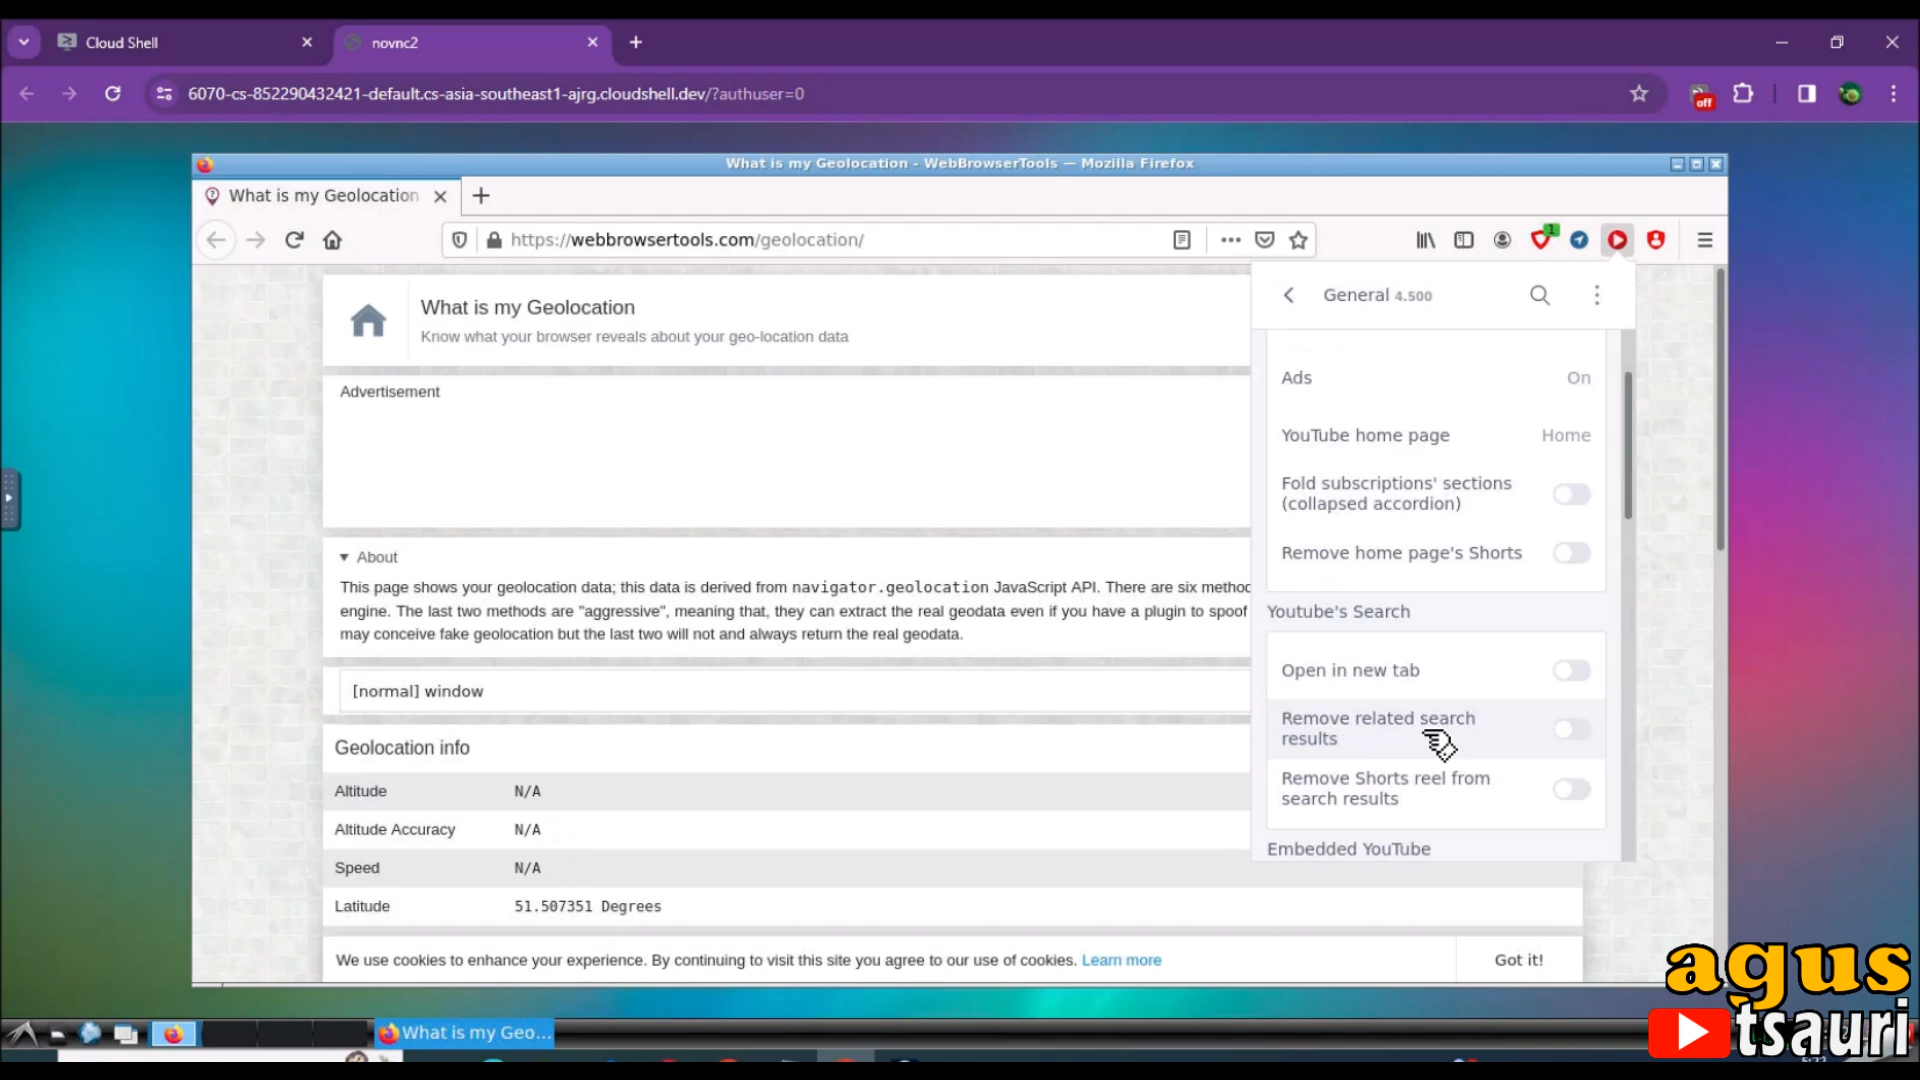 Cloud Shell
novnc2
6070-cs-852290432421-default.cs-asia-southeast1-ajrg.cloudshell.dev/?authuser=0
off
What is my Geolocation - WebBrowserTools — Mozilla Firefox
What is my Geolocation
https://webbrowsertools.com/geolocation/
1
General 4.500
What is my Geolocation
Know what your browser reveals about your geo-location data
Advertisement
Ads On
YouTube home page Home
Fold subscriptions' sections
(collapsed accordion)
Remove home page's Shorts
About
This page shows your geolocation data; this data is derived from navigator.geolocation JavaScript API. There are six metho
engine. The last two methods are "aggressive", meaning that, they can extract the real geodata even if you have a plugin to spoof
may conceive fake geolocation but the last two will not and always return the real geodata.
Youtube's Search
Open in new tab
Remove related search
results
Remove Shorts reel from
search results
Embedded YouTube
[normal] window
Geolocation info
Altitude N/A
Altitude Accuracy N/A
Speed N/A
Latitude 51.507351 Degrees
We use cookies to enhance your experience. By continuing to visit this site you agree to our use of cookies. Learn more
Got it!
What is my Geo...
agus
tsauri